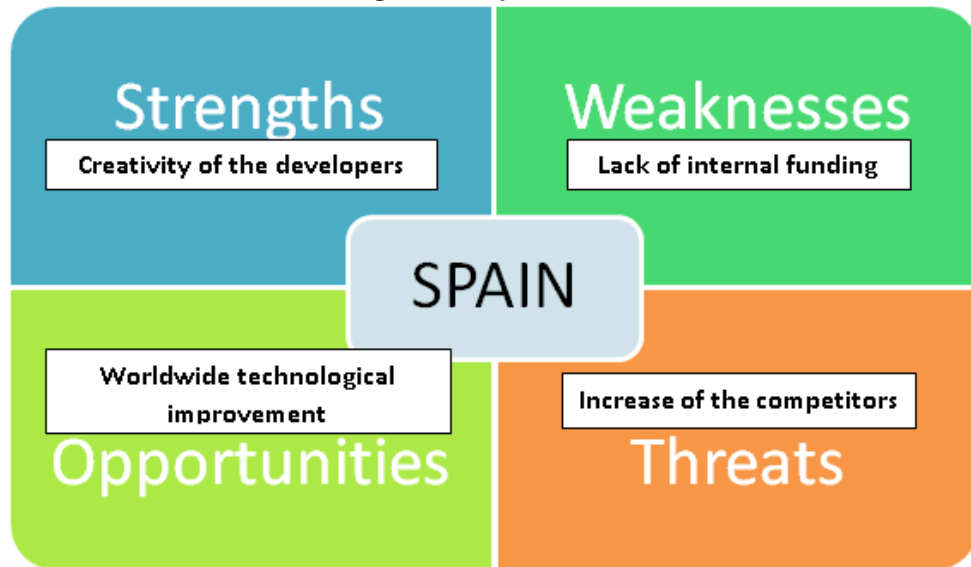 Strengths
Creativity of the developers
Weaknesses
Lack of internal funding
SPAIN
Worldwide technological
improvement
Opportunities
Increase of the competitors
Threats